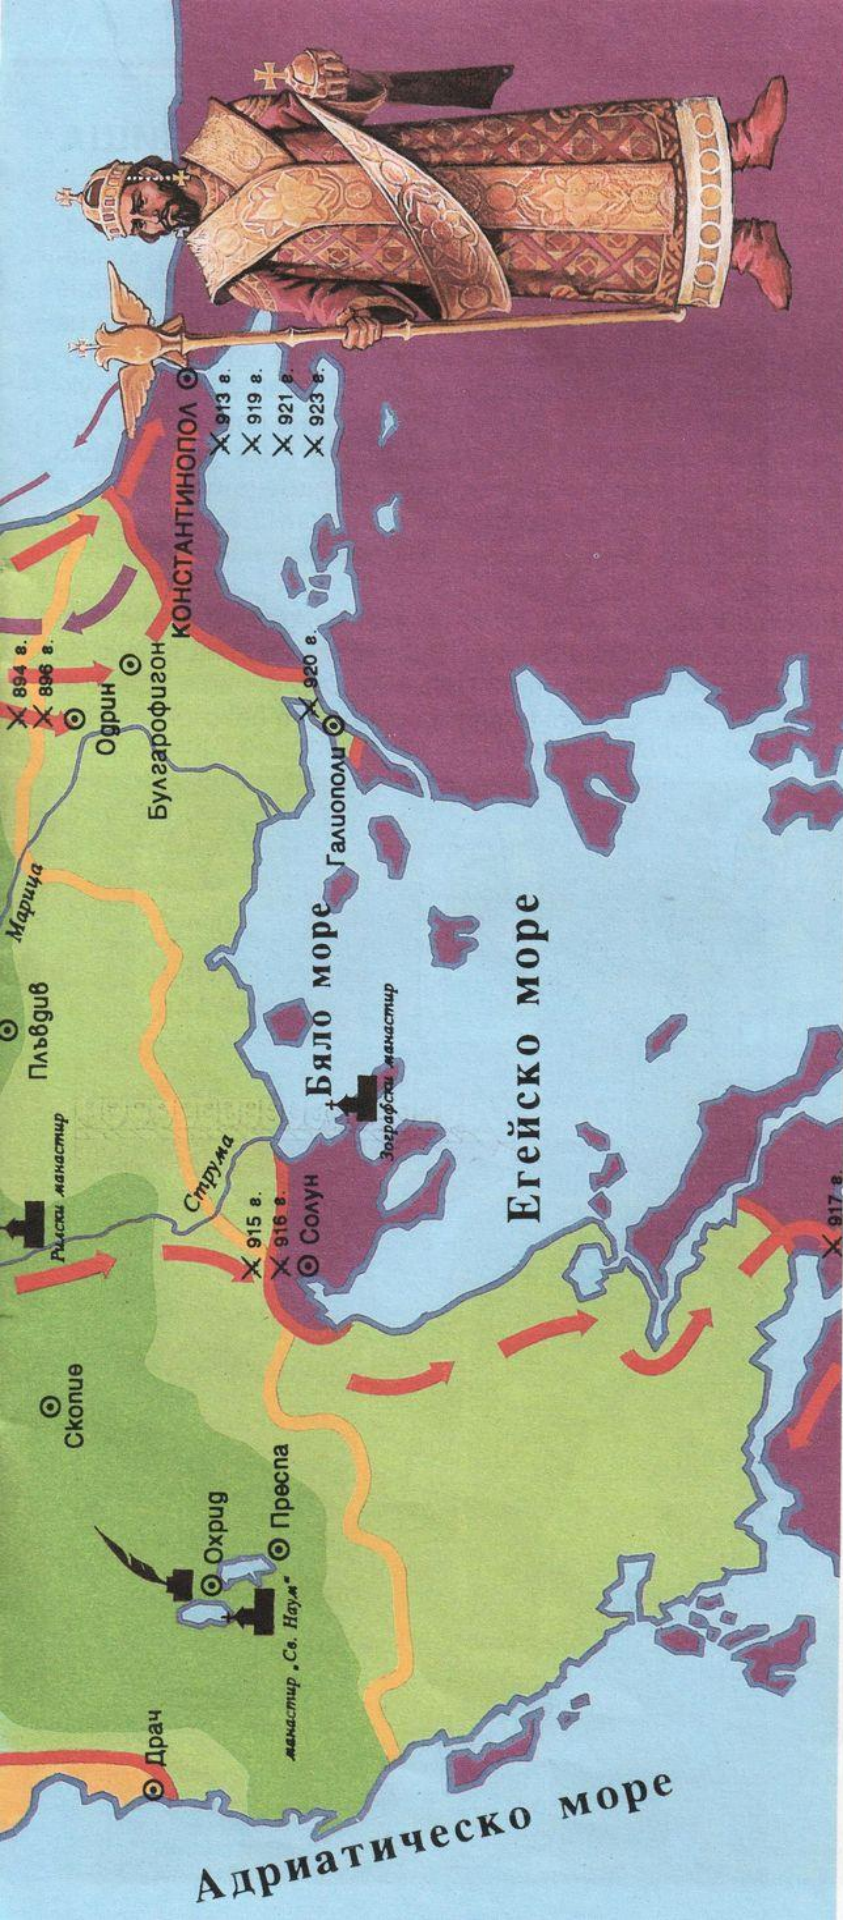 КОНСТАНТИНОПОЛ
913 г.
919 г.
921 г.
923 г.
894 г.
896 г.
Одрин
Булгарофигон
920 г.
Галиополи
Марица
Пловдив
Бяло море
Егейско море
Зографски манастир
Рилски манастир
Струма
915 г.
916 г.
Солун
917 г.
Скопие
Охрид
Преспа
манастир „Св. Наум“
Драч
Адриатическо море